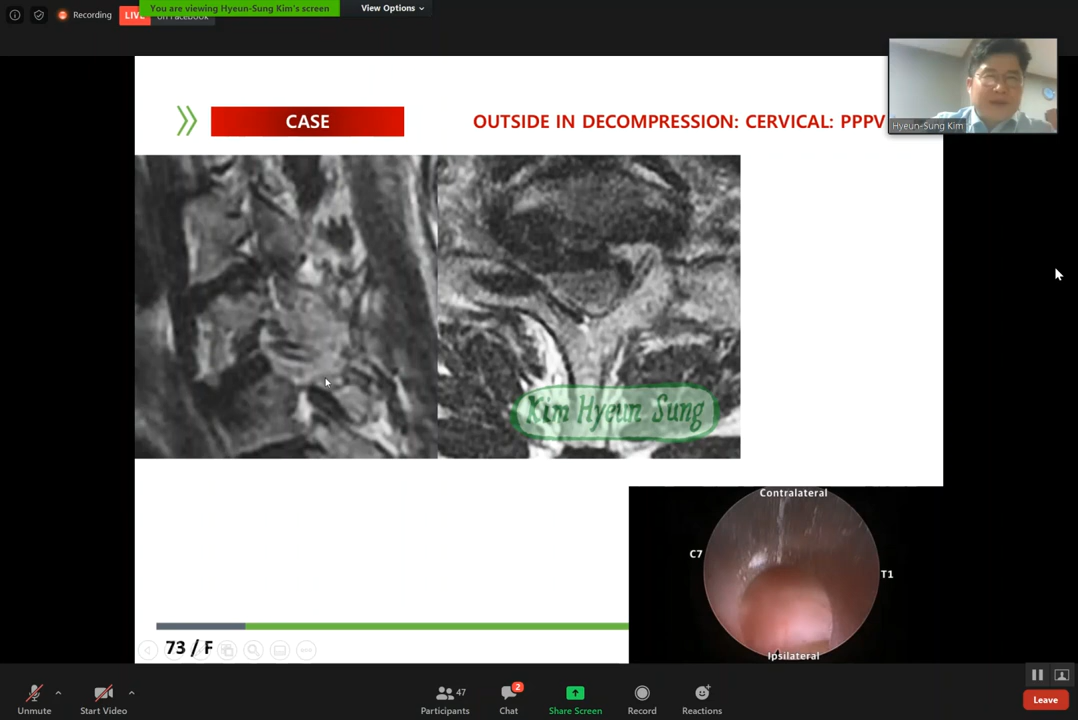 Recording
LIVE
on Facebook
You are viewing Hyeun-Sung Kim's screen
View Options
Hyeun-Sung Kim
CASE
OUTSIDE IN DECOMPRESSION: CERVICAL: PPPV
Kim Hyeun Sung
Contralateral
C7
T1
Ipsilateral
73 / F
Unmute
Start Video
47
Participants
2
Chat
Share Screen
Record
Reactions
Leave